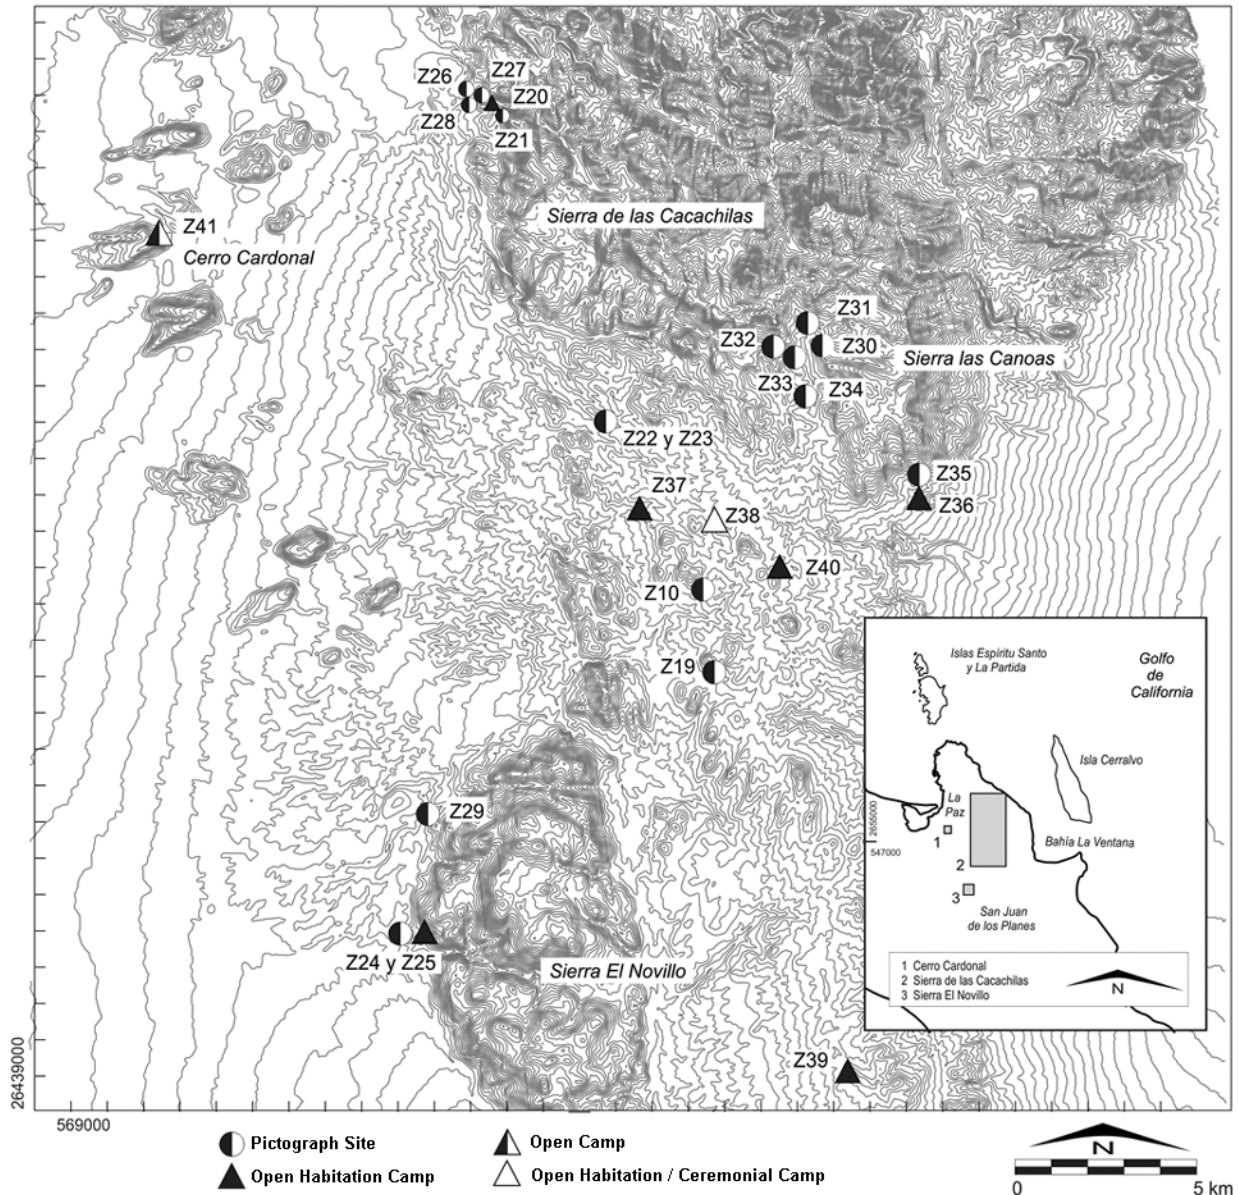 Z27
Z26
Z20
Z28
Z21
Sierra de las Cacachilas
Z41
Cerro Cardonal
Z31
Z32
Z30
Sierra las Canoas
Z33
Z34
Z22 y Z23
Z35
Z37
Z36
Z38
Z40
Z10
Z19
Islas Espíritu Santo
y La Partida
Golfo
de
California
Isla Cerralvo
La
Paz
2655000
547000
1
Bahía La Ventana
2
3
San Juan
de los Planes
1 Cerro Cardonal
2 Sierra de las Cacachilas
3 Sierra El Novillo
N
Z29
Z24 y Z25
Sierra El Novillo
Z39
26439000
569000
Pictograph Site
Open Camp
Open Habitation Camp
Open Habitation / Ceremonial Camp
N
0
5 km